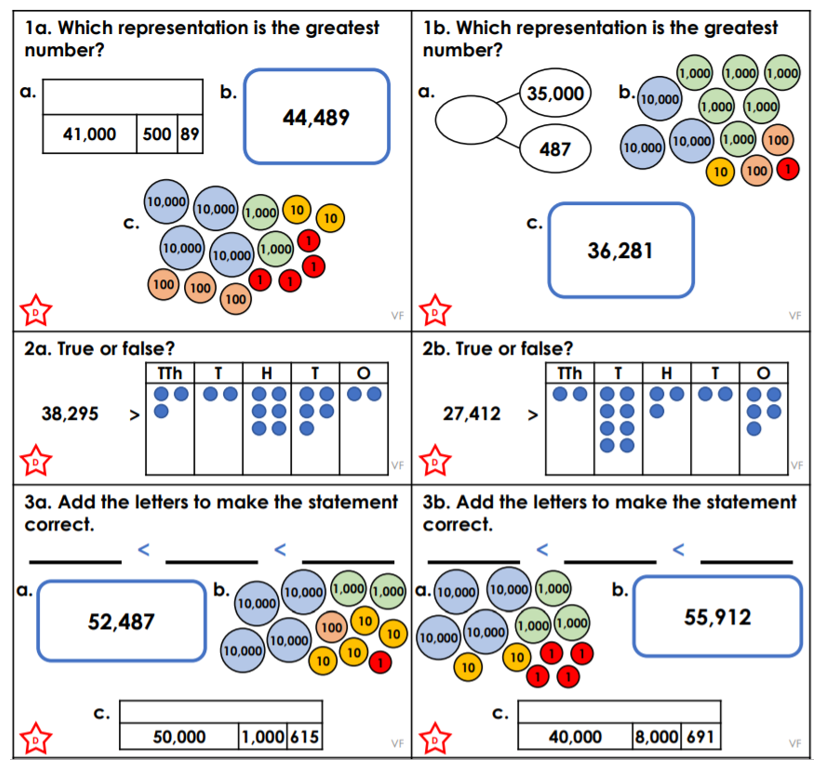 1a. Which representation is the greatest
number?
a.
41,000 500 89
b.
44,489
c.
10,000 10,000 1,000 10 10
10,000 10,000 1,000 1
1
100 100 100 1 1
D
VF
1b. Which representation is the greatest
number?
a.
35,000
487
b.
1,000 1,000 1,000
10,000 1,000 1,000
10,000 10,000 1,000 100
10 100 1
c.
36,281
D
VF
2a. True or false?
TTh T H T O
38,295 >
D
VF
2b. True or false?
TTh T H T O
27,412 >
D
VF
3a. Add the letters to make the statement
correct.
< <
a.
52,487
b.
10,000 10,000 1,000 1,000
10,000 10,000 100 10 10
10 10 1
c.
50,000 1,000 615
D
VF
3b. Add the letters to make the statement
correct.
< <
a.
10,000 10,000 1,000
10,000 10,000 1,000 1,000
10 10 1 1
1 1
b.
55,912
c.
40,000 8,000 691
D
VF